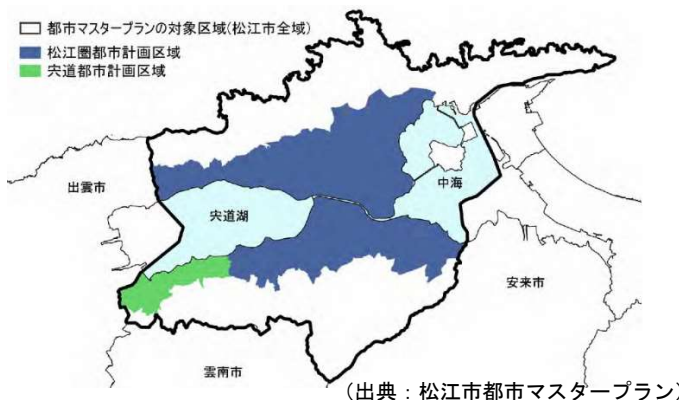 都市マスタープランの対象区域(松江市全域)
松江圏都市計画区域
宍道都市計画区域
出雲市
宍道湖
中海
安来市
雲南市
(出典：松江市都市マスタープラン)